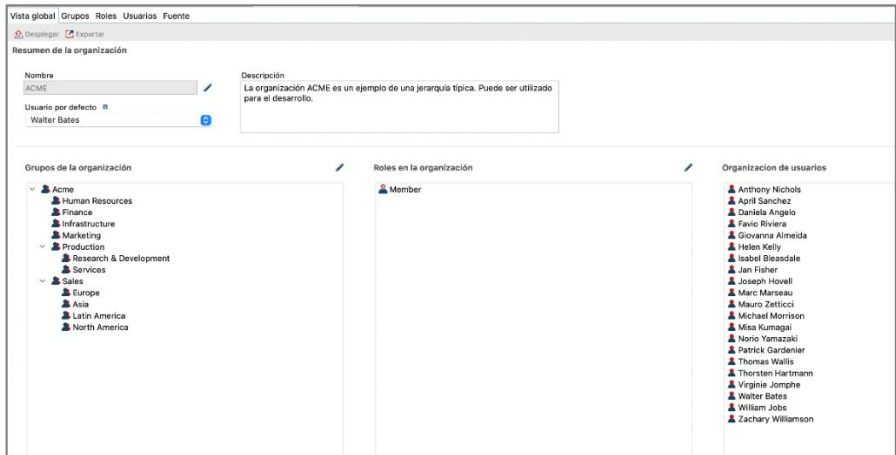 Vista global Grupos Roles Usuarios Fuente
Desplegar Exportar
Resumen de la organización
Nombre
ACME
Usuario por defecto
Walter Bates
Descripción
La organización ACME es un ejemplo de una jerarquía típica. Puede ser utilizado
para el desarrollo.
Grupos de la organización
Acme
Human Resources
Finance
Infrastructure
Marketing
Production
Research & Development
Services
Sales
Europe
Asia
Latin America
North America
Roles en la organización
Member
Organizacion de usuarios
Anthony Nichols
April Sanchez
Daniela Angelo
Favio Riviera
Giovanna Almeida
Helen Kelly
Isabel Bleasdale
Jan Fisher
Joseph Hovell
Marc Marseau
Mauro Zetticci
Michael Morrison
Misa Kumagai
Norio Yamazaki
Patrick Gardenier
Thomas Wallis
Thorsten Hartmann
Virginie Jomphe
Walter Bates
William Jobs
Zachary Williamson